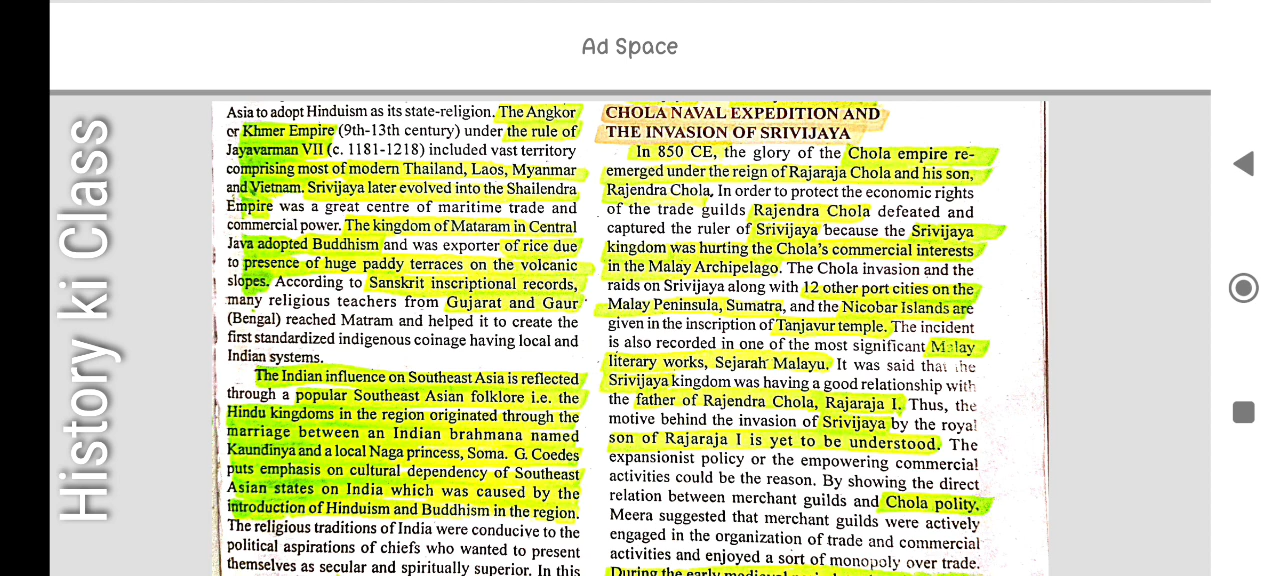 Ad Space
History ki Class
Asia to adopt Hinduism as its state-religion. The Angkor
or Khmer Empire (9th-13th century) under the rule of
Jayavarman VII (c. 1181-1218) included vast territory
comprising most of modern Thailand, Laos, Myanmar
and Vietnam. Srivijaya later evolved into the Shailendra
Empire was a great centre of maritime trade and
commercial power. The kingdom of Mataram in Central
Java adopted Buddhism and was exporter of rice due
to presence of huge paddy terraces on the volcanic
slopes. According to Sanskrit inscriptional records,
many religious teachers from Gujarat and Gaur
(Bengal) reached Matram and helped it to create the
first standardized indigenous coinage having local and
Indian systems.
The Indian influence on Southeast Asia is reflected
through a popular Southeast Asian folklore i.e. the
Hindu kingdoms in the region originated through the
marriage between an Indian brahmana named
Kaundinya and a local Naga princess, Soma. G. Coedes
puts emphasis on cultural dependency of Southeast
Asian states on India which was caused by the
introduction of Hinduism and Buddhism in the region.
The religious traditions of India were conducive to the
political aspirations of chiefs who wanted to present
themselves as secular and spiritually superior. In this
CHOLA NAVAL EXPEDITION AND
THE INVASION OF SRIVIJAYA
In 850 CE, the glory of the Chola empire re-
emerged under the reign of Rajaraja Chola and his son,
Rajendra Chola. In order to protect the economic rights
of the trade guilds Rajendra Chola defeated and
captured the ruler of Srivijaya because the Srivijaya
kingdom was hurting the Chola's commercial interests
in the Malay Archipelago. The Chola invasion and the
raids on Srivijaya along with 12 other port cities on the
Malay Peninsula, Sumatra, and the Nicobar Islands are
given in the inscription of Tanjavur temple. The incident
is also recorded in one of the most significant Malay
literary works, Sejarah Malayu. It was said that the
Srivijaya kingdom was having a good relationship with
the father of Rajendra Chola, Rajaraja I. Thus, the
motive behind the invasion of Srivijaya by the royal
son of Rajaraja I is yet to be understood. The
expansionist policy or the empowering commercial
activities could be the reason. By showing the direct
relation between merchant guilds and Chola polity,
Meera suggested that merchant guilds were actively
engaged in the organization of trade and commercial
activities and enjoyed a sort of monopoly over trade.
During the early medieval